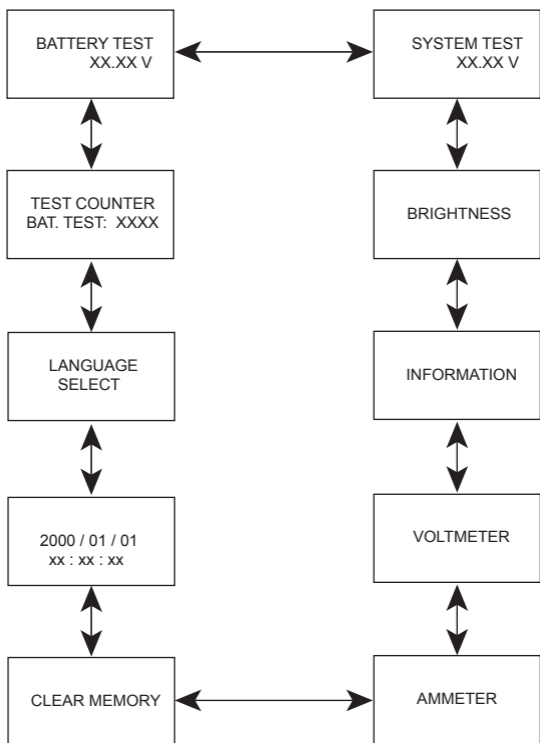 BATTERY TEST
XX.XX V
SYSTEM TEST
XX.XX V
TEST COUNTER
BAT. TEST: XXXX
BRIGHTNESS
LANGUAGE
SELECT
INFORMATION
2000 / 01 / 01
xx : xx : xx
VOLTMETER
CLEAR MEMORY
AMMETER